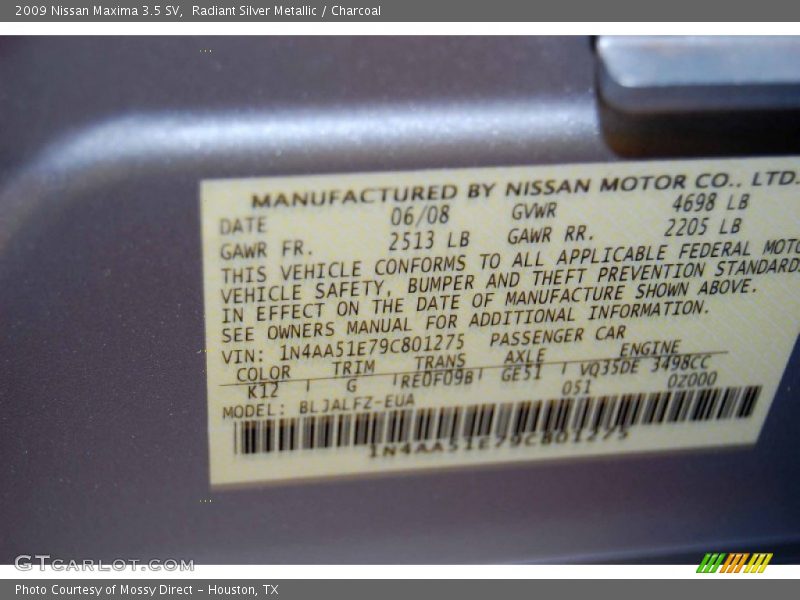 2009 Nissan Maxima 3.5 SV,  Radiant Silver Metallic / Charcoal
MANUFACTURED BY NISSAN MOTOR CO., LTD.
DATE 06/08 GVWR 4698 LB
GAWR FR. 2513 LB GAWR RR. 2205 LB
THIS VEHICLE CONFORMS TO ALL APPLICABLE FEDERAL MOTO
VEHICLE SAFETY, BUMPER AND THEFT PREVENTION STANDARDS
IN EFFECT ON THE DATE OF MANUFACTURE SHOWN ABOVE.
SEE OWNERS MANUAL FOR ADDITIONAL INFORMATION.
VIN: 1N4AA51E79C801275 PASSENGER CAR
COLOR TRIM TRANS AXLE ENGINE
K12 G RE0F09B GE51 VQ35DE 3498CC
051 0Z000
MODEL: BLJALFZ-EUA
1N4AA51E79C801275
GTCARLOT.COM
Photo Courtesy of Mossy Direct – Houston, TX